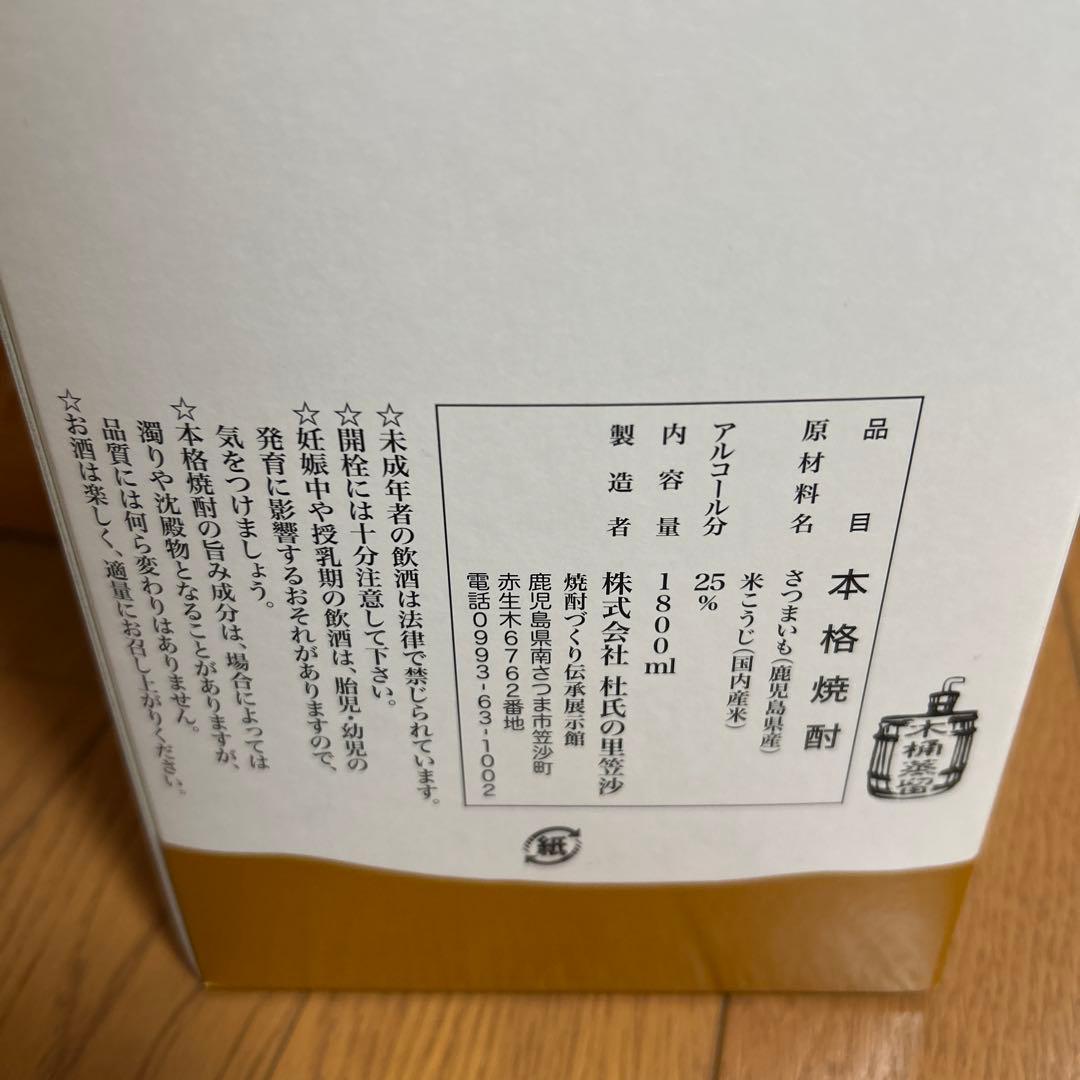 木桶蒸留
品目 本格焼酎
原材料名 さつまいも(鹿児島県産)
米こうじ(国内産米)
アルコール分 25%
内容量 1800ml
製造者 株式会社 杜氏の里笠沙
焼酎づくり伝承展示館
鹿児島県南さつま市笠沙町
赤生木6762番地
電話0993-63-1002
☆未成年者の飲酒は法律で禁じられています。
☆開栓には十分注意して下さい。
☆妊娠中や授乳期の飲酒は、胎児・幼児の
発育に影響するおそれがありますので、
気をつけましょう。
☆本格焼酎の旨み成分は、場合によっては
濁りや沈殿物となることがありますが、
品質には何ら変わりはありません。
☆お酒は楽しく、適量にお召し上がりください。
紙